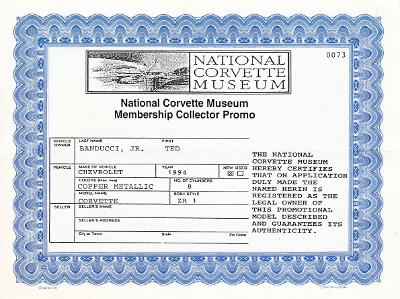 0073
NATIONAL
CORVETTE
MUSEUM
National Corvette Museum
Membership Collector Promo
VEHICLE OWNER LAST NAME FIRST
BANDUCCI, JR. TED
VEHICLE MAKE OF VEHICLE YEAR NEW USED
CHEVROLET 1994 ☒ ☐
NO. OF CYLINDERS
COPPER METALLIC 8
MODEL NAME BODY STYLE
CORVETTE ZR 1
SELLER SELLER'S NAME
SELLER'S ADDRESS
City or Town State Zip Code
THE NATIONAL
CORVETTE MUSEUM
HEREBY CERTIFIES
THAT ON APPLICATION
DULY MADE THE
NAMED HEREIN IS
REGISTERED AS THE
LEGAL OWNER OF
THIS PROMOTIONAL
MODEL DESCRIBED
AND GUARANTEES ITS
AUTHENTICITY.